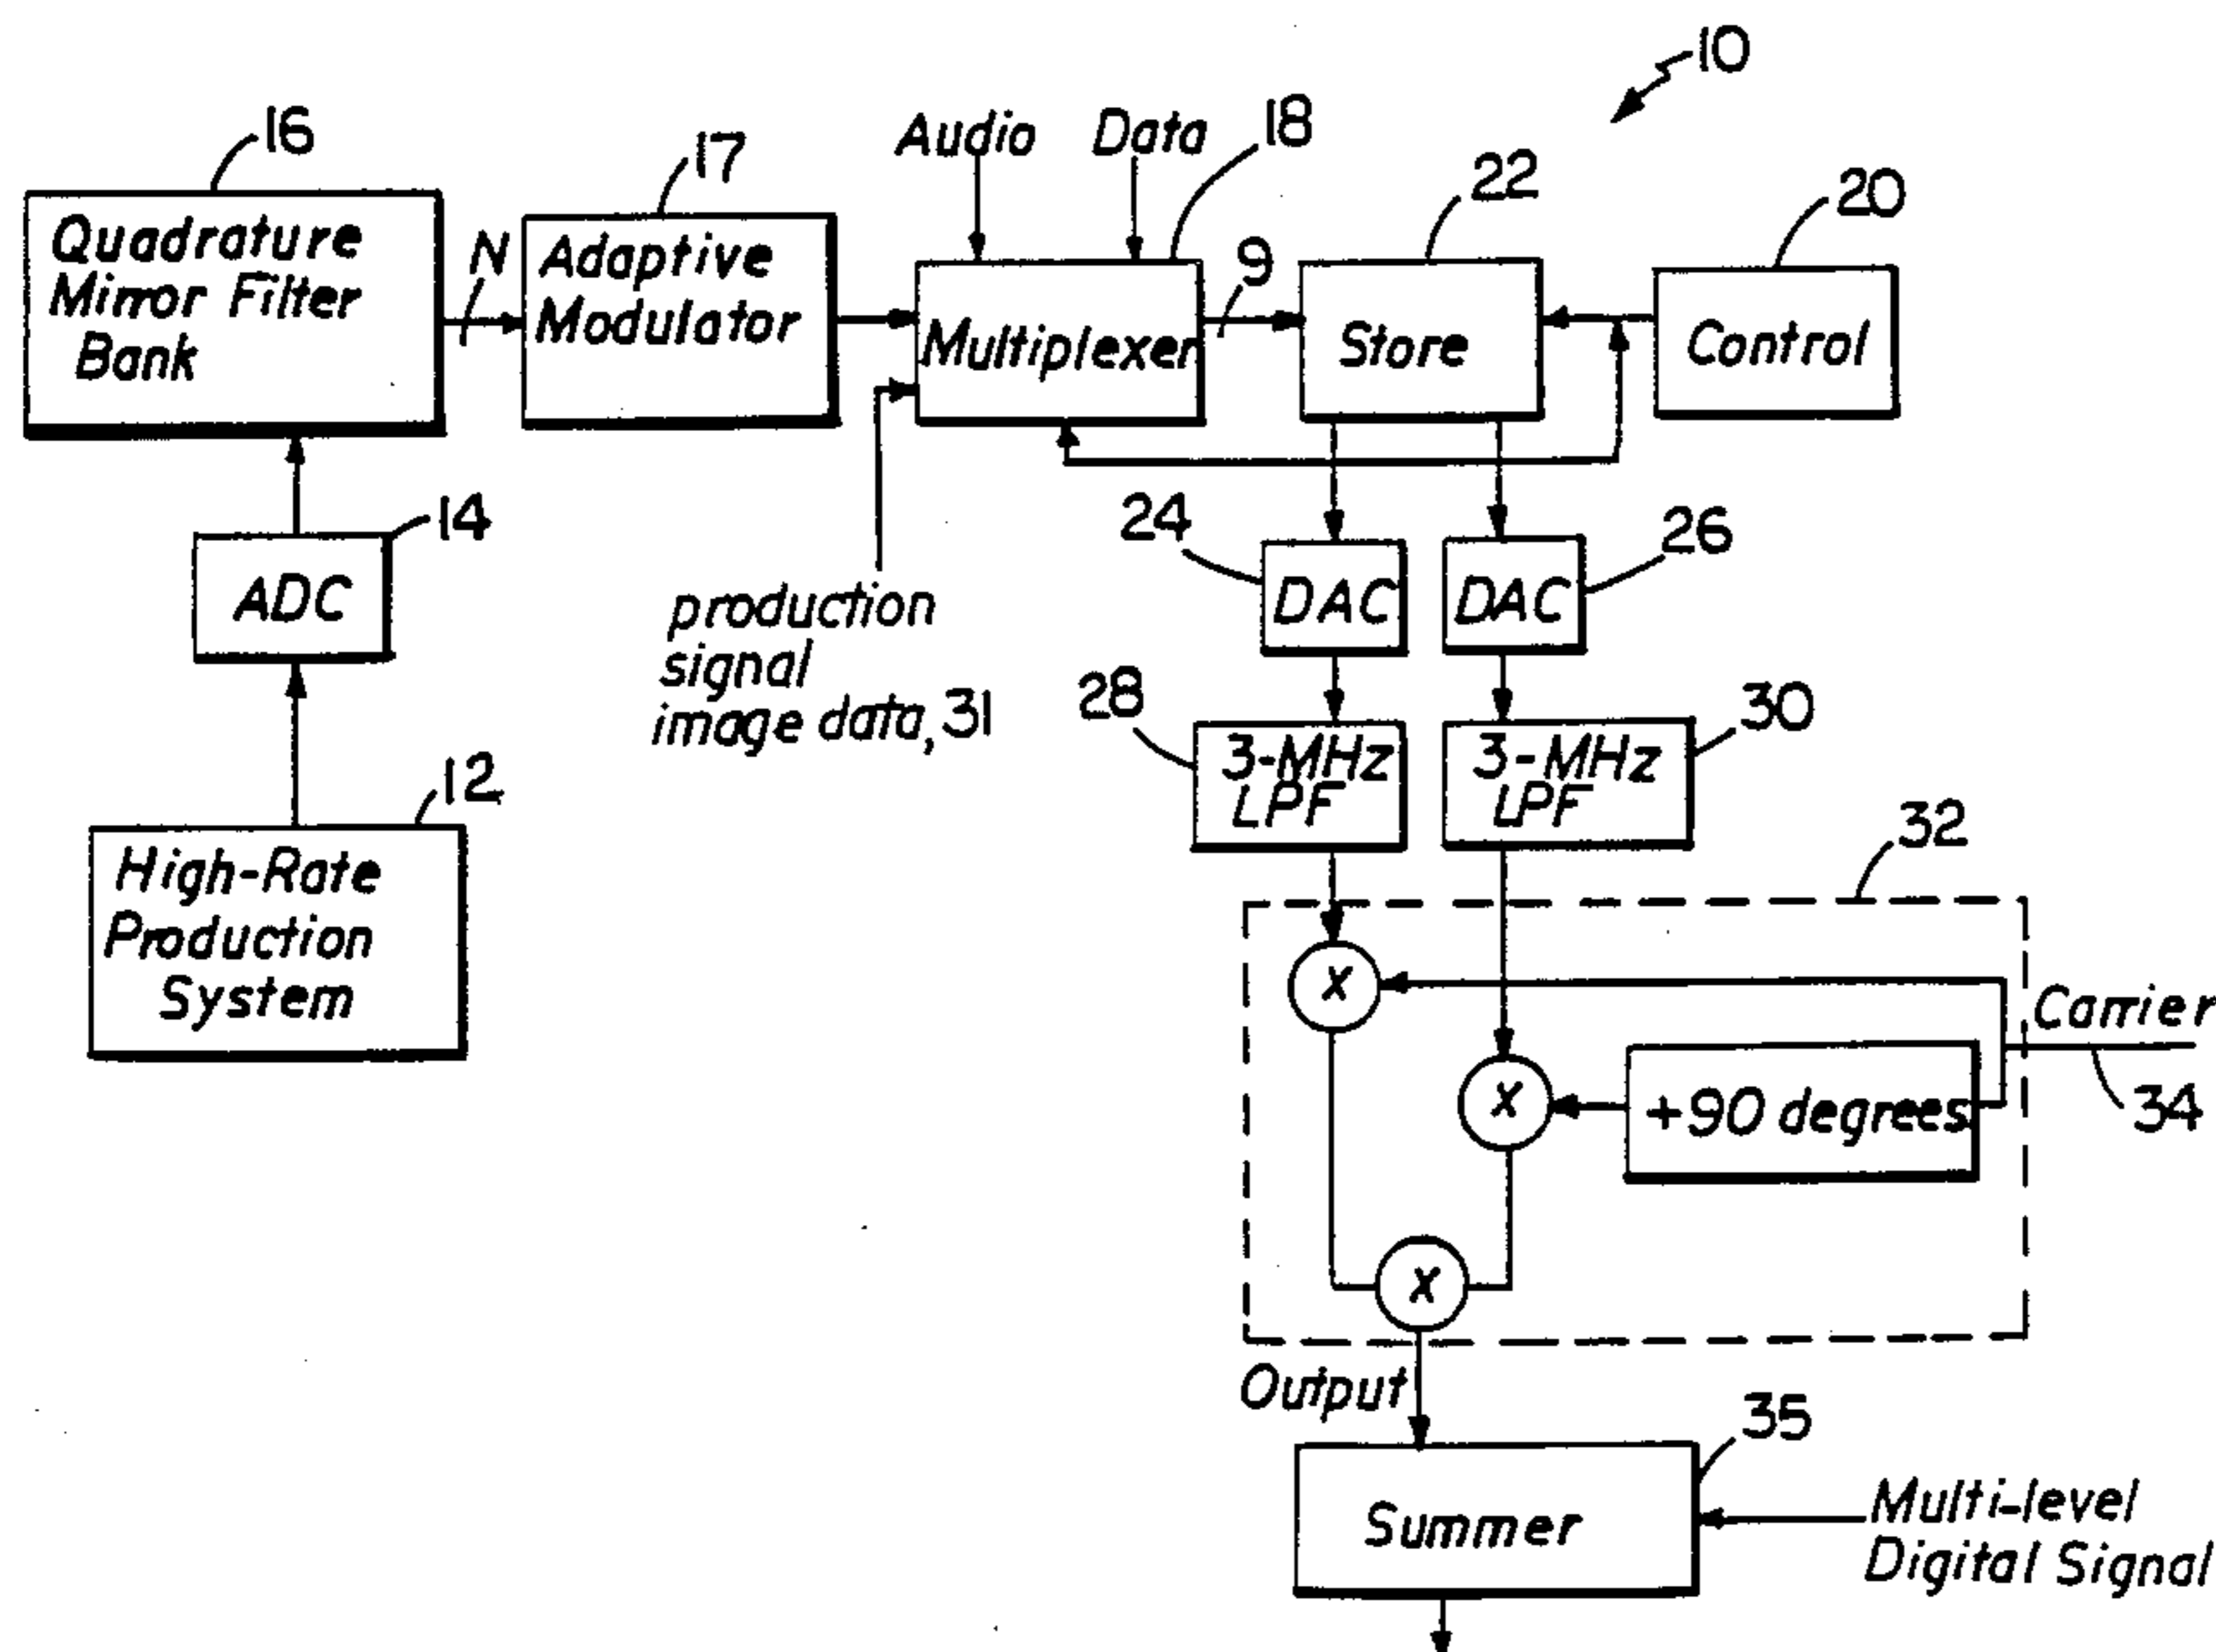 10
16
Quadrature
Mirror Filter
Bank
N
17
Adaptive
Modulator
Audio
Data
18
Multiplexer
9
22
Store
20
Control
14
ADC
production
signal
image data, 31
24
DAC
26
DAC
12
High-Rate
Production
System
28
3-MHz
LPF
30
3-MHz
LPF
32
X
Carrier
34
X
+90 degrees
X
Output
35
Summer
Multi-level
Digital Signal